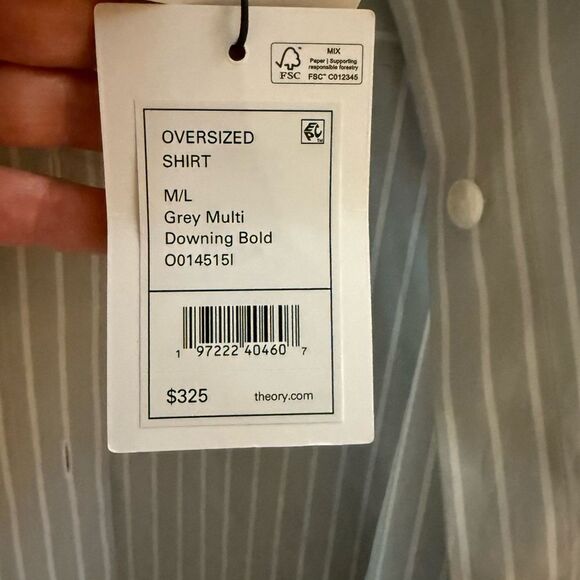 MIX
Paper | Supporting
responsible forestry
FSC
FSC™ C012345
EPC™
OVERSIZED
SHIRT
M/L
Grey Multi
Downing Bold
O014515I
1 97222 40460 7
$325 theory.com